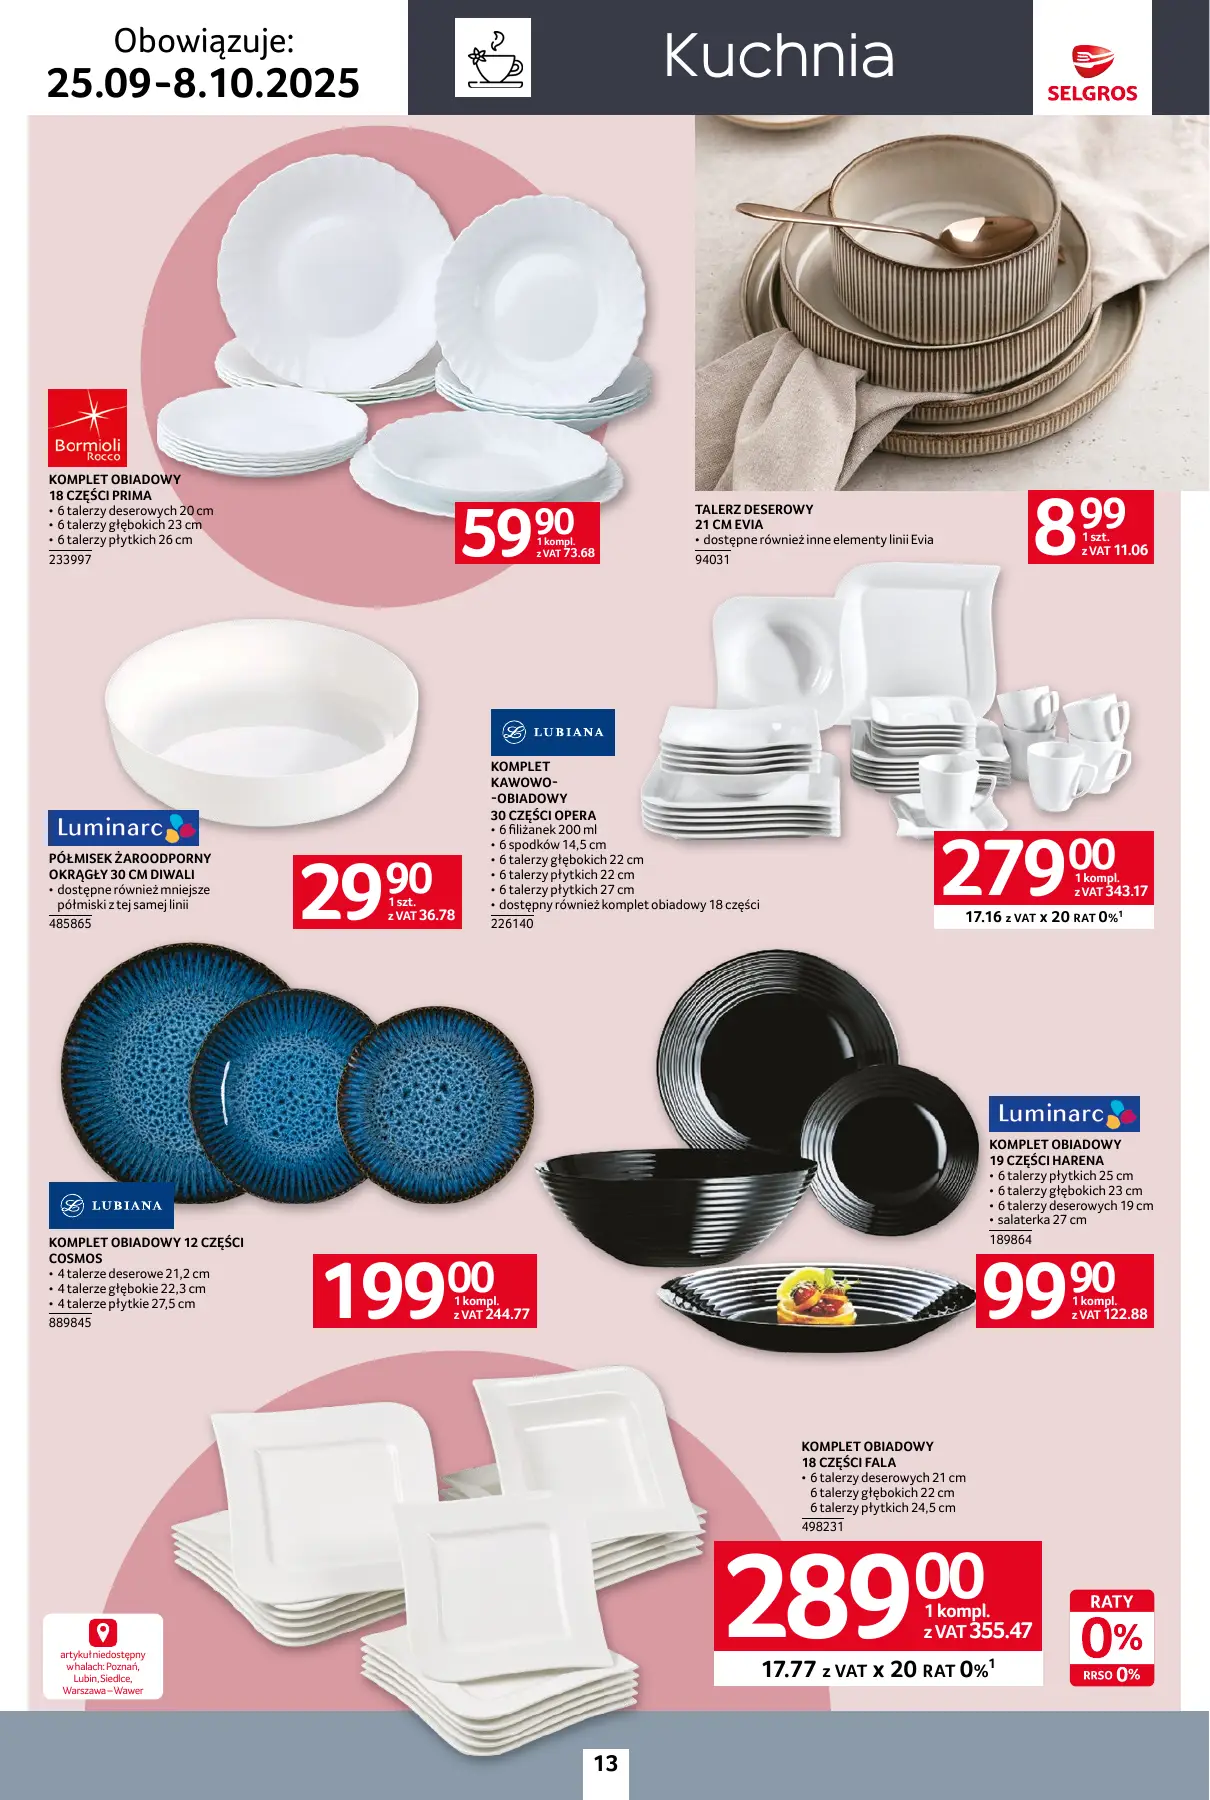 Obowiązuje:
25.09-8.10.2025
Kuchnia
SELGROS
Bormioli
Rocco
KOMPLET OBIADOWY
18 CZĘŚCI PRIMA
• 6 talerzy deserowych 20 cm
• 6 talerzy głębokich 23 cm
• 6 talerzy płytkich 26 cm
233997
59 90
1 kompl.
z VAT 73.68
TALERZ DESEROWY
21 CM EVIA
• dostępne również inne elementy linii Evia
94031
8 99
1 szt.
z VAT 11.06
Luminarc
PÓŁMISEK ŻAROODPORNY
OKRĄGŁY 30 CM DIWALI
• dostępne również mniejsze
półmiski z tej samej linii
485865
29 90
1 szt.
z VAT 36.78
LUBIANA
KOMPLET
KAWOWO-
-OBIADOWY
30 CZĘŚCI OPERA
• 6 filiżanek 200 ml
• 6 spodków 14,5 cm
• 6 talerzy głębokich 22 cm
• 6 talerzy płytkich 22 cm
• 6 talerzy płytkich 27 cm
• dostępny również komplet obiadowy 18 części
226140
279 00
1 kompl.
z VAT 343.17
17.16 z VAT x 20 RAT 0%¹
LUBIANA
KOMPLET OBIADOWY 12 CZĘŚCI
COSMOS
• 4 talerze deserowe 21,2 cm
• 4 talerze głębokie 22,3 cm
• 4 talerze płytkie 27,5 cm
889845
199 00
1 kompl.
z VAT 244.77
Luminarc
KOMPLET OBIADOWY
19 CZĘŚCI HARENA
• 6 talerzy płytkich 25 cm
• 6 talerzy głębokich 23 cm
• 6 talerzy deserowych 19 cm
• salaterka 27 cm
189864
99 90
1 kompl.
z VAT 122.88
KOMPLET OBIADOWY
18 CZĘŚCI FALA
• 6 talerzy deserowych 21 cm
6 talerzy głębokich 22 cm
6 talerzy płytkich 24,5 cm
498231
289 00
1 kompl.
z VAT 355.47
17.77 z VAT x 20 RAT 0%¹
RATY
0%
RRSO 0%
artykuł niedostępny
w halach: Poznań,
Lubin, Siedlce,
Warszawa – Wawer
13